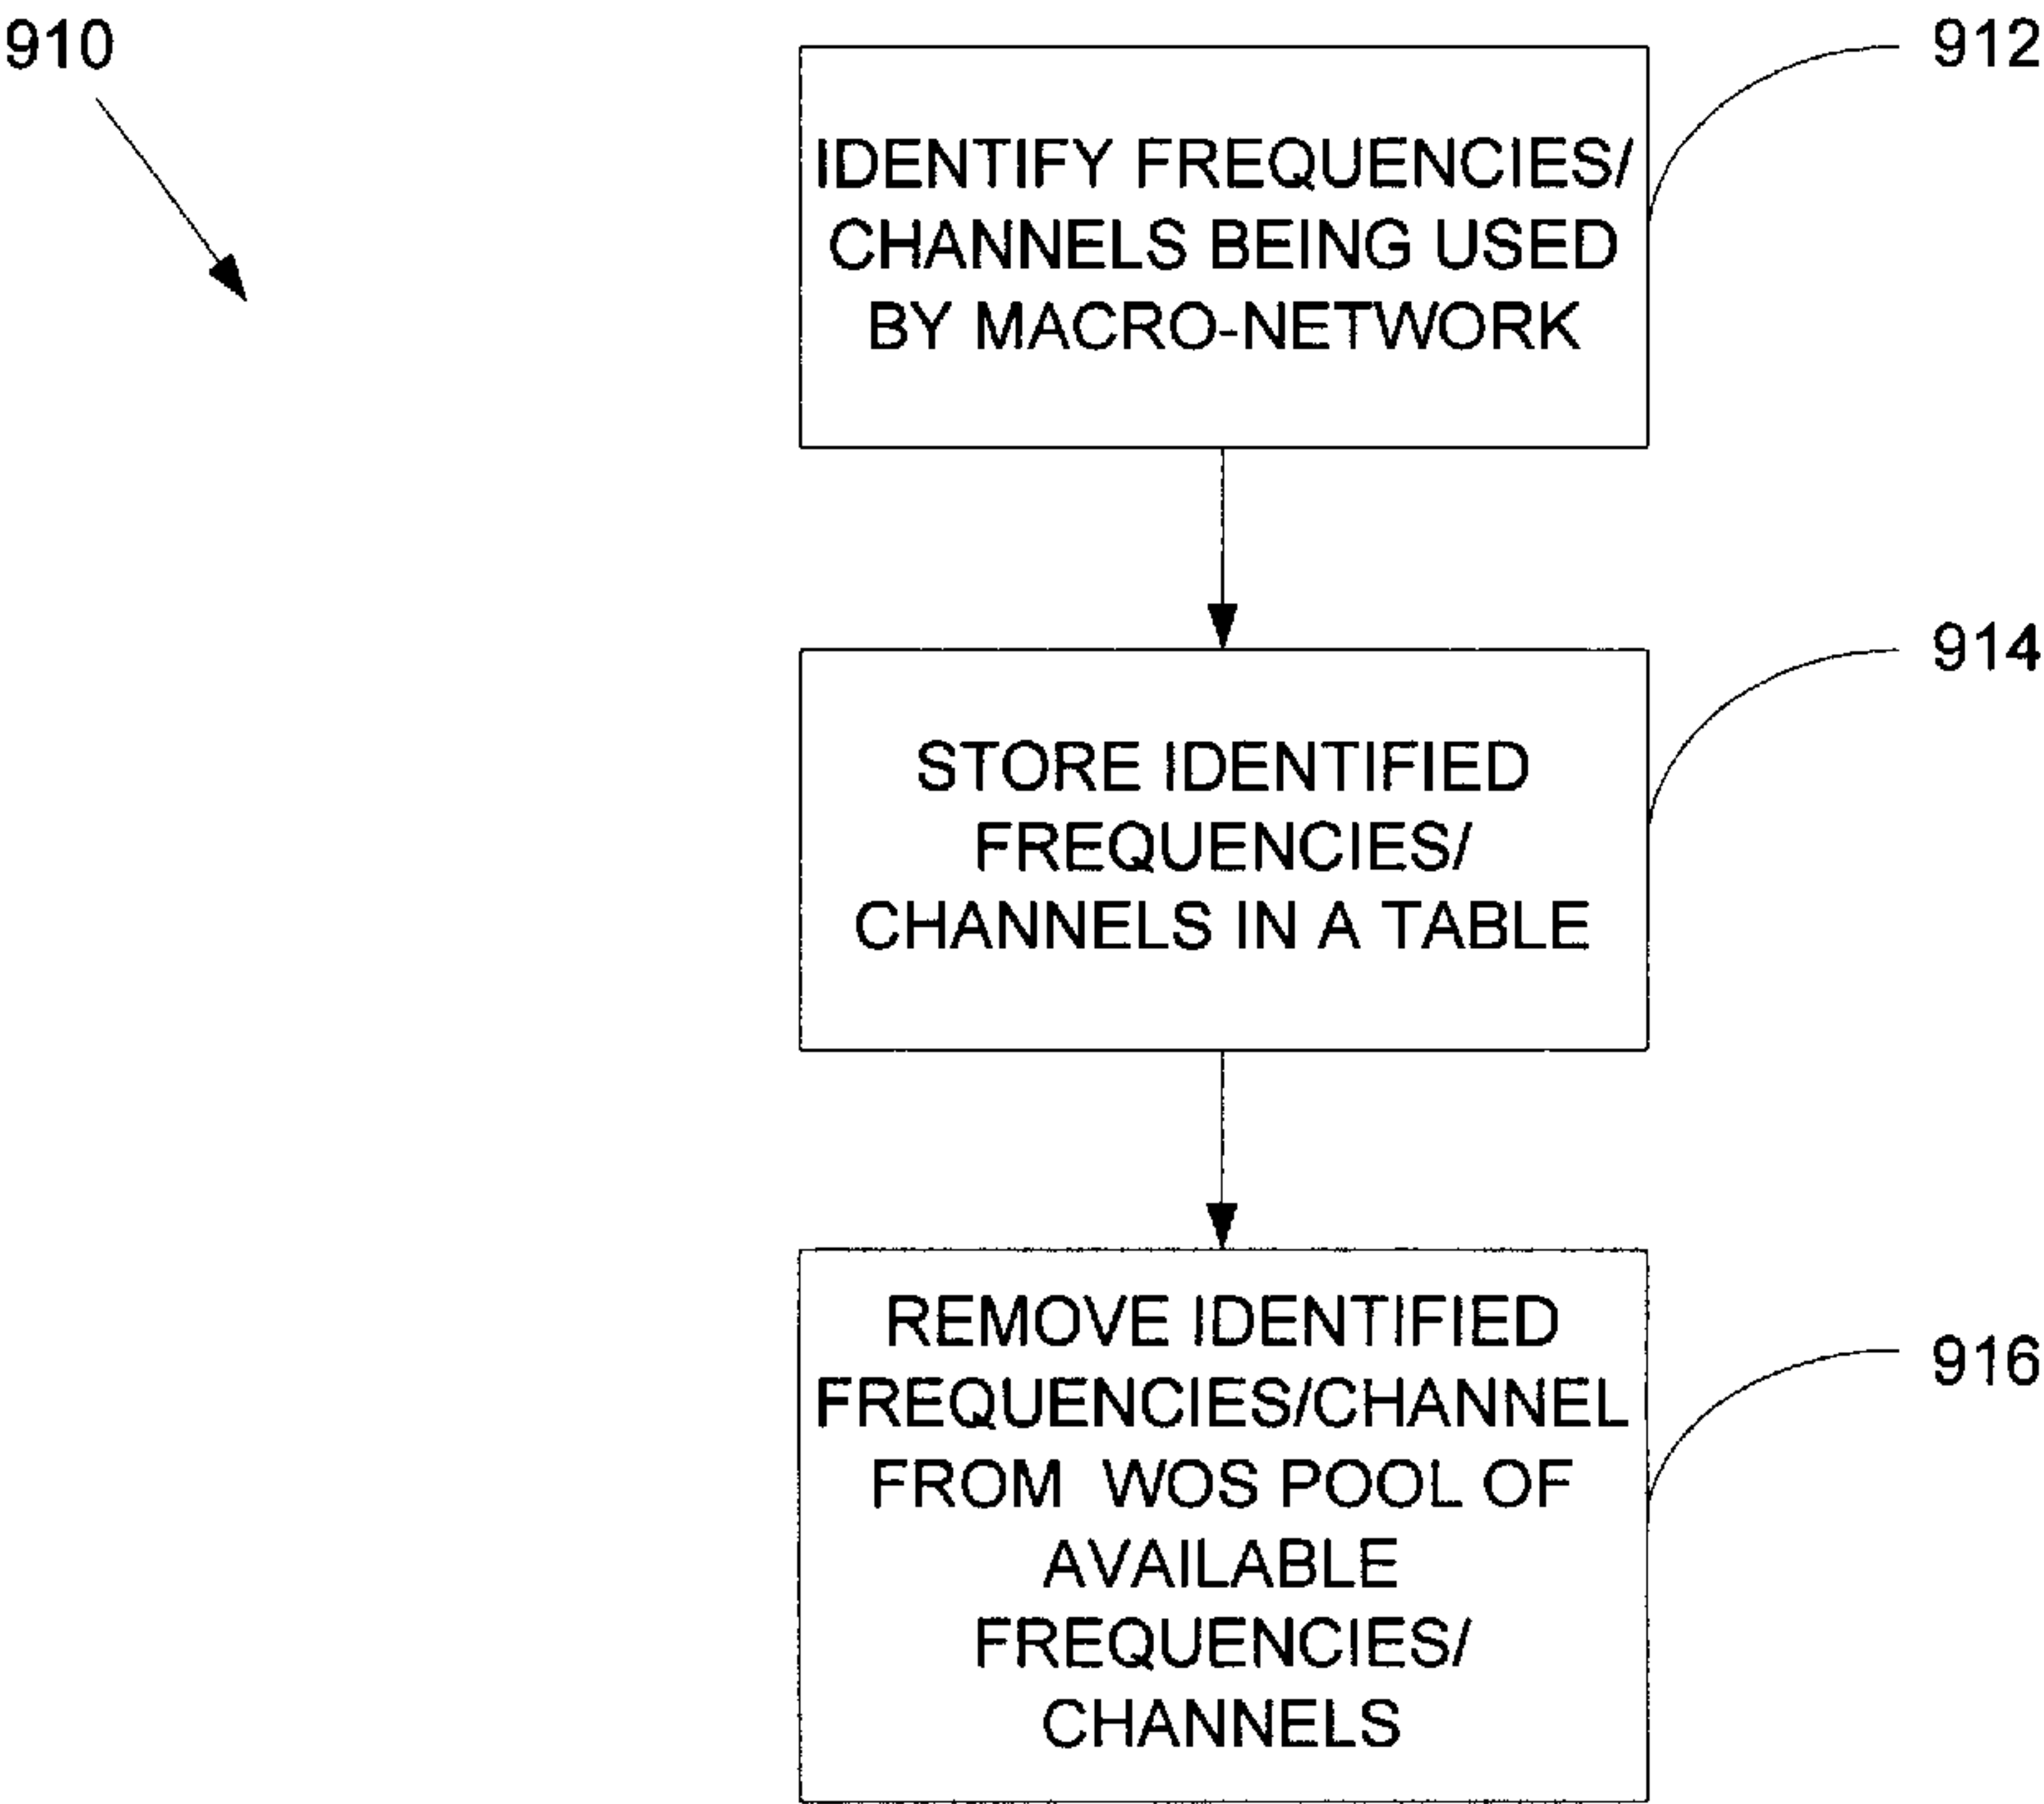 910
912
IDENTIFY FREQUENCIES/
CHANNELS BEING USED
BY MACRO-NETWORK
914
STORE IDENTIFIED
FREQUENCIES/
CHANNELS IN A TABLE
916
REMOVE IDENTIFIED
FREQUENCIES/CHANNEL
FROM WOS POOL OF
AVAILABLE
FREQUENCIES/
CHANNELS